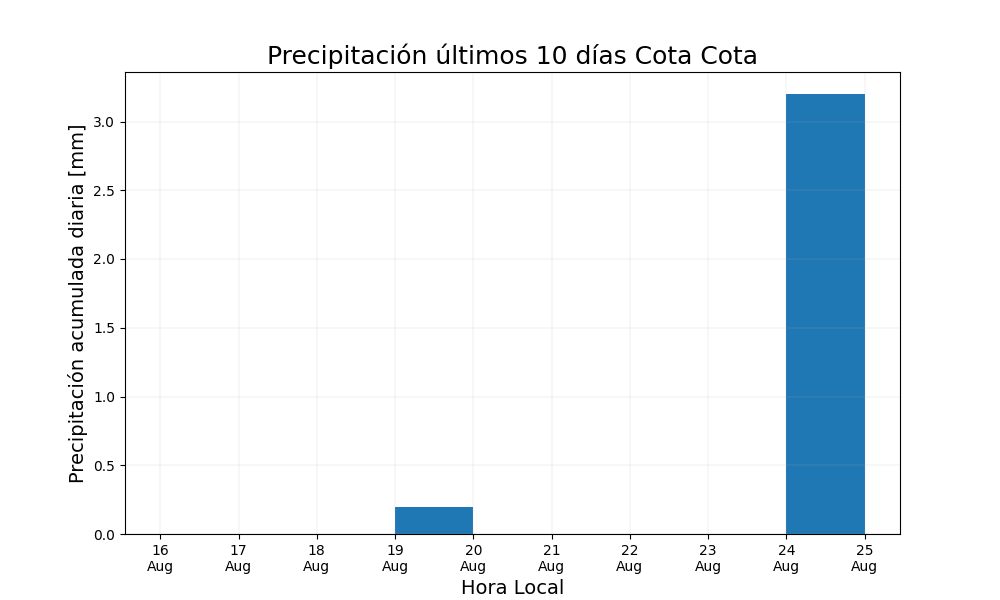 Precipitación últimos 10 días Cota Cota
Precipitación acumulada diaria [mm]
3.0
2.5
2.0
1.5
1.0
0.5
0.0
16 17 18 19 20 21 22 23 24 25
Aug Aug Aug Aug Aug Aug Aug Aug Aug Aug
Hora Local